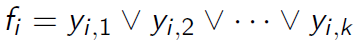 f_i = y_{i,1} ∨ y_{i,2} ∨ ⋯ ∨ y_{i,k}